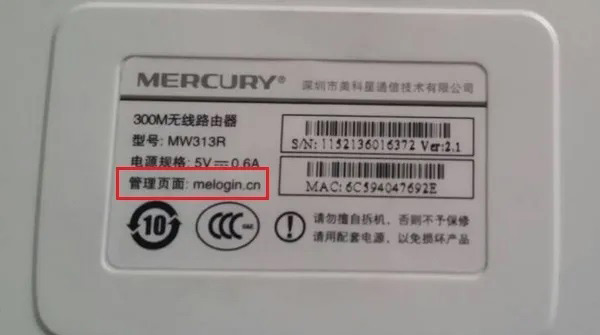 MERCURY® 深圳市美科星通信技术有限公司
300M无线路由器
型号: MW313R
电源规格: 5V⎓0.6A
管理页面: melogin.cn
S/N: 1152136016372 Ver:2.1
MAC: 6C594047692E
10
CCC
请勿擅自拆机, 否则不予保修
请用配套电源, 以免损坏产品